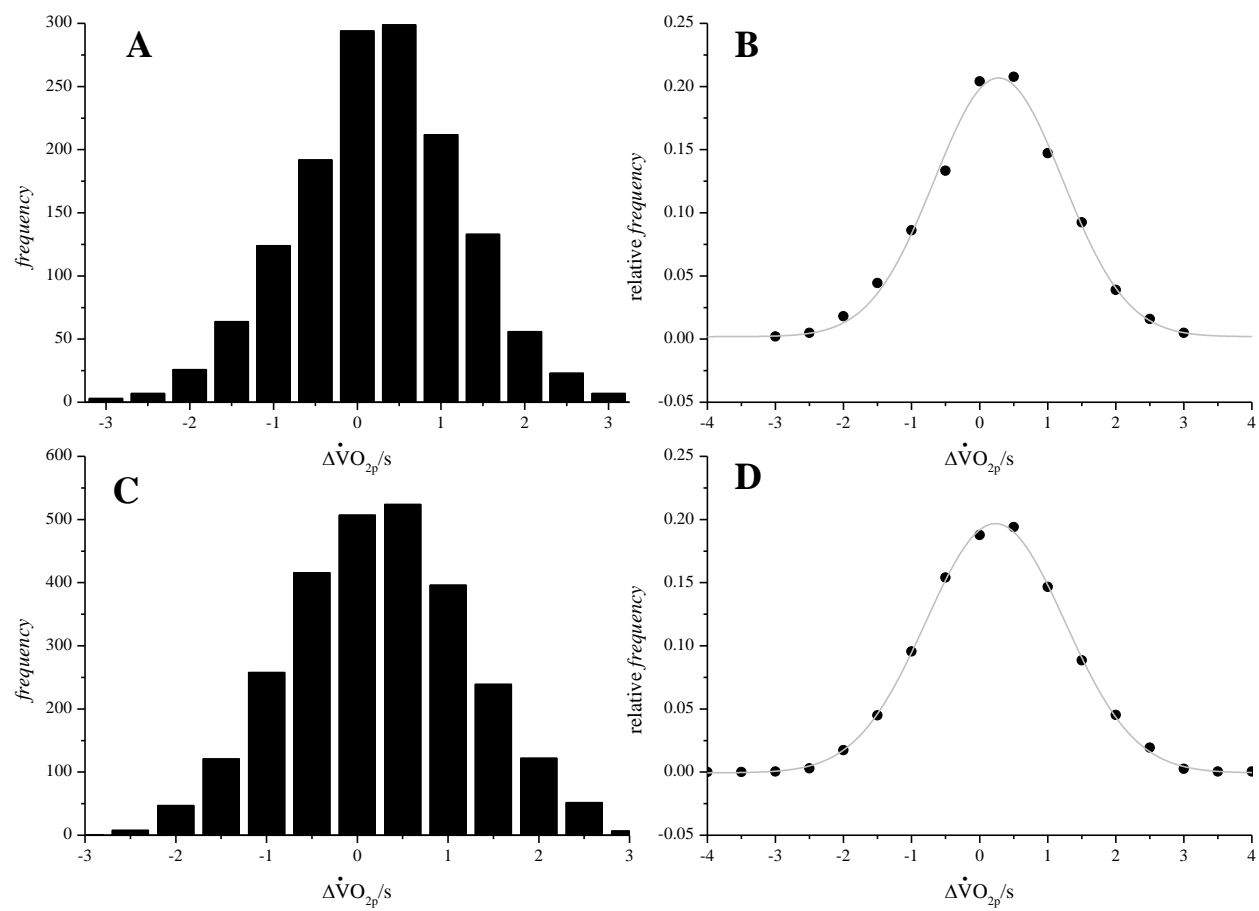 A
300
250
200
150
100
50
0
frequency
-3 -2 -1 0 1 2 3
ΔV̇O₂ₚ/s
B
0.25
0.20
0.15
0.10
0.05
0.00
-0.05
relative frequency
-4 -3 -2 -1 0 1 2 3 4
ΔV̇O₂ₚ/s
C
600
500
400
300
200
100
0
frequency
-3 -2 -1 0 1 2 3
ΔV̇O₂ₚ/s
D
0.25
0.20
0.15
0.10
0.05
0.00
-0.05
relative frequency
-4 -3 -2 -1 0 1 2 3 4
ΔV̇O₂ₚ/s